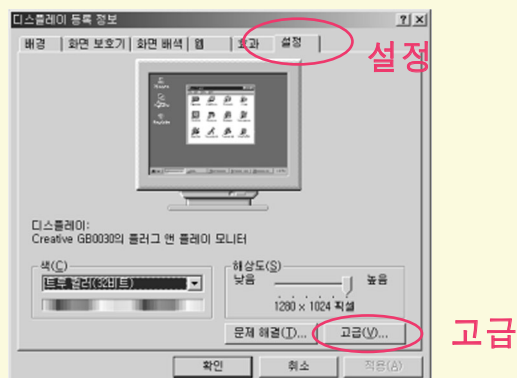 디스플레이 등록 정보
배경 화면 보호기 화면 배색 웹 효과 설정
설정
디스플레이:
Creative GB0030의 플러그 앤 플레이 모니터
색(C) 해상도(S)
트루 컬러(32비트) 낮음 높음
1280 × 1024 픽셀
문제 해결(T)... 고급(V)...
고급
확인 취소 적용(A)